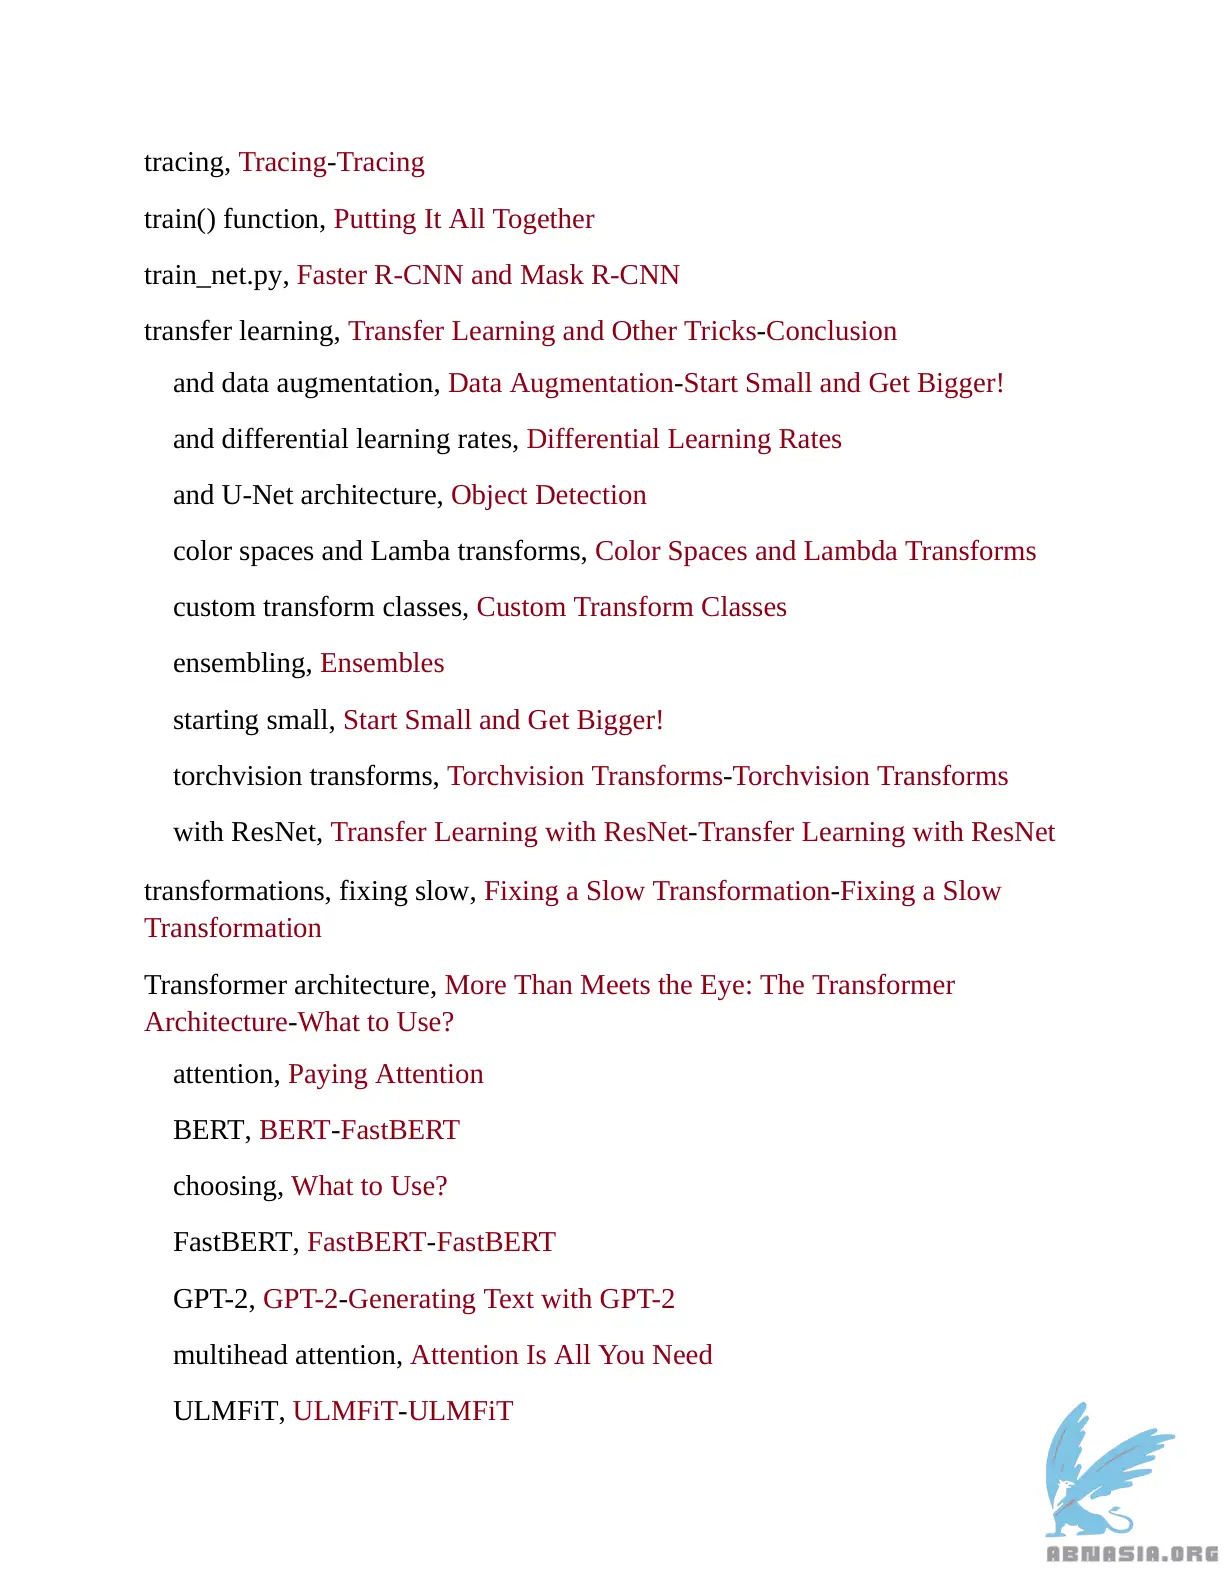 tracing, Tracing-Tracing
train() function, Putting It All Together
train_net.py, Faster R-CNN and Mask R-CNN
transfer learning, Transfer Learning and Other Tricks-Conclusion
and data augmentation, Data Augmentation-Start Small and Get Bigger!
and differential learning rates, Differential Learning Rates
and U-Net architecture, Object Detection
color spaces and Lamba transforms, Color Spaces and Lambda Transforms
custom transform classes, Custom Transform Classes
ensembling, Ensembles
starting small, Start Small and Get Bigger!
torchvision transforms, Torchvision Transforms-Torchvision Transforms
with ResNet, Transfer Learning with ResNet-Transfer Learning with ResNet
transformations, fixing slow, Fixing a Slow Transformation-Fixing a Slow
Transformation
Transformer architecture, More Than Meets the Eye: The Transformer
Architecture-What to Use?
attention, Paying Attention
BERT, BERT-FastBERT
choosing, What to Use?
FastBERT, FastBERT-FastBERT
GPT-2, GPT-2-Generating Text with GPT-2
multihead attention, Attention Is All You Need
ULMFiT, ULMFiT-ULMFiT
ABNASIA.ORG